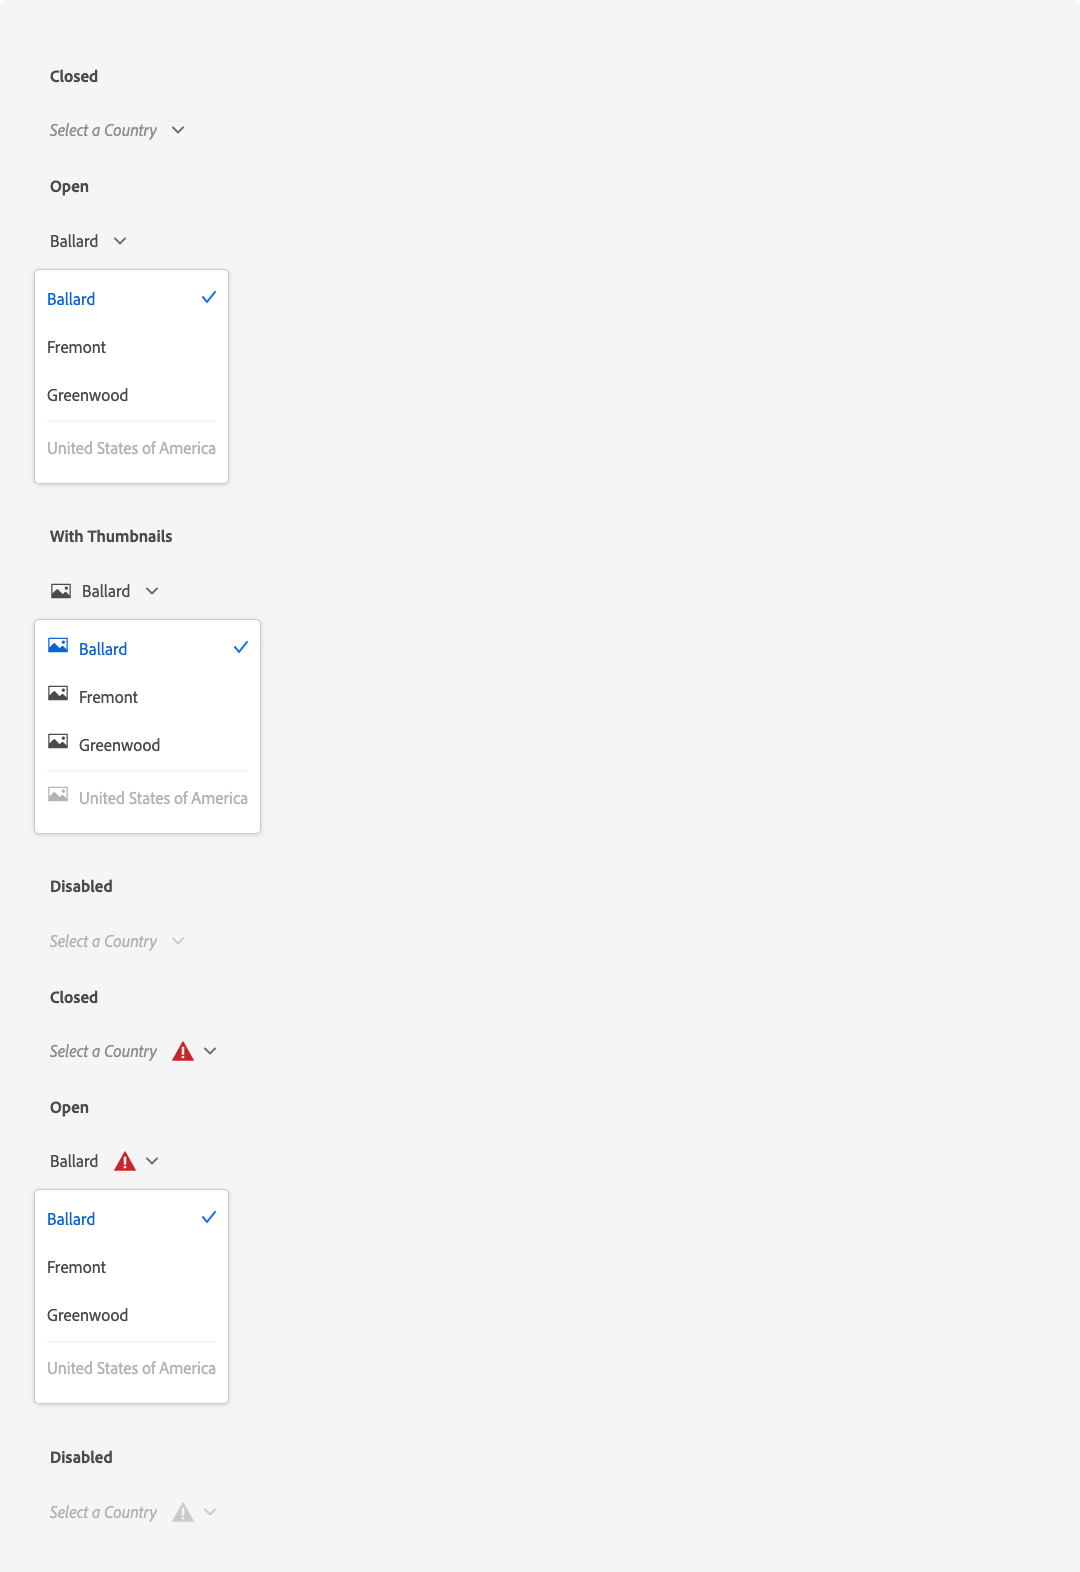 Closed
Select a Country
Open
Ballard
Ballard
Fremont
Greenwood
United States of America
With Thumbnails
Ballard
Ballard
Fremont
Greenwood
United States of America
Disabled
Select a Country
Closed
Select a Country
Open
Ballard
Ballard
Fremont
Greenwood
United States of America
Disabled
Select a Country